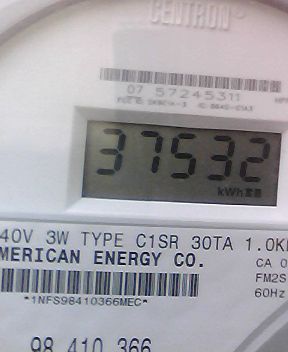 CENTRON®
07 57245311
37532
kWh
40V 3W TYPE C1SR 30TA 1.0K
MERICAN ENERGY CO.
CA 0
FM2S
60Hz
*1NFS98410366MEC*
98 410 366